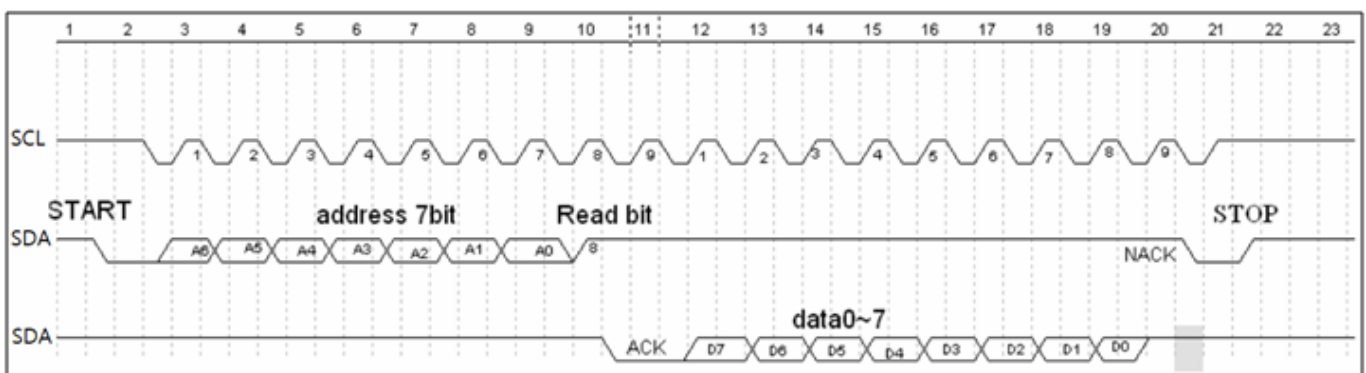 1 2 3 4 5 6 7 8 9 10 11 12 13 14 15 16 17 18 19 20 21 22 23
SCL 1 2 3 4 5 6 7 8 9 1 2 3 4 5 6 7 8 9
START address 7bit Read bit STOP
SDA A6 A5 A4 A3 A2 A1 A0 8 NACK
data0~7
SDA ACK D7 D6 D5 D4 D3 D2 D1 D0